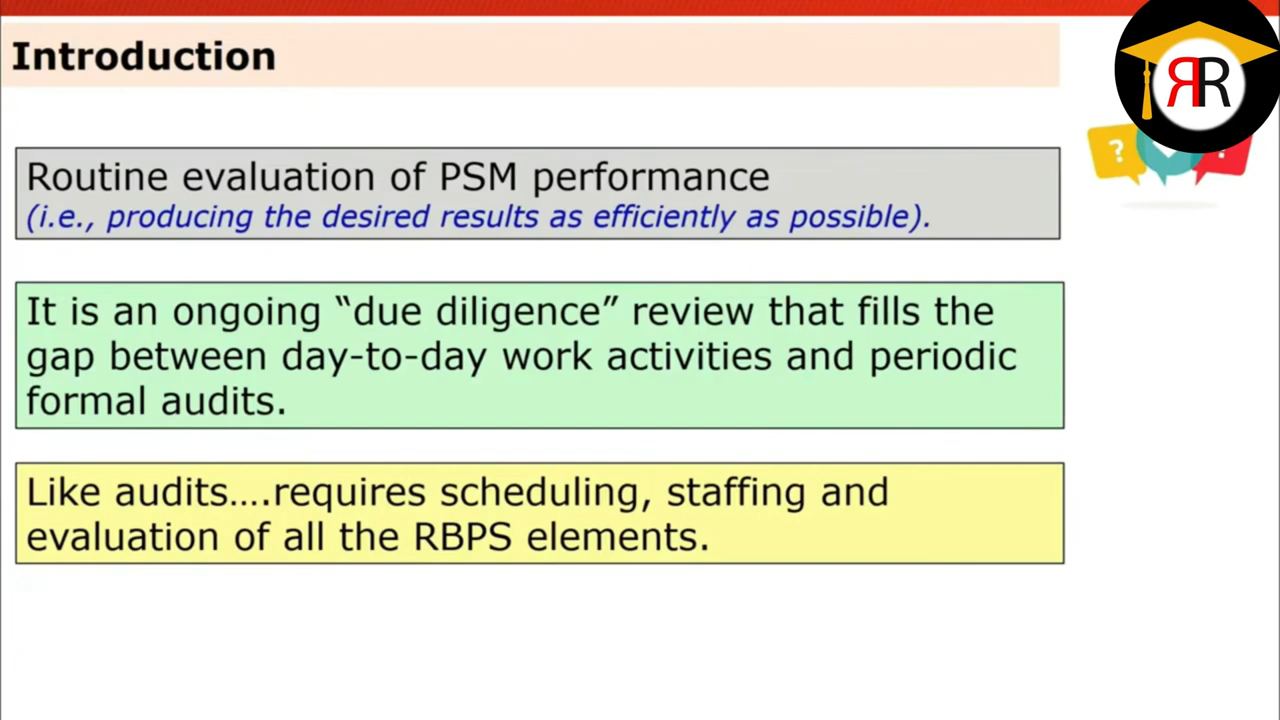 Introduction
ЯR
?
?
Routine evaluation of PSM performance
(i.e., producing the desired results as efficiently as possible).
It is an ongoing “due diligence” review that fills the
gap between day-to-day work activities and periodic
formal audits.
Like audits….requires scheduling, staffing and
evaluation of all the RBPS elements.